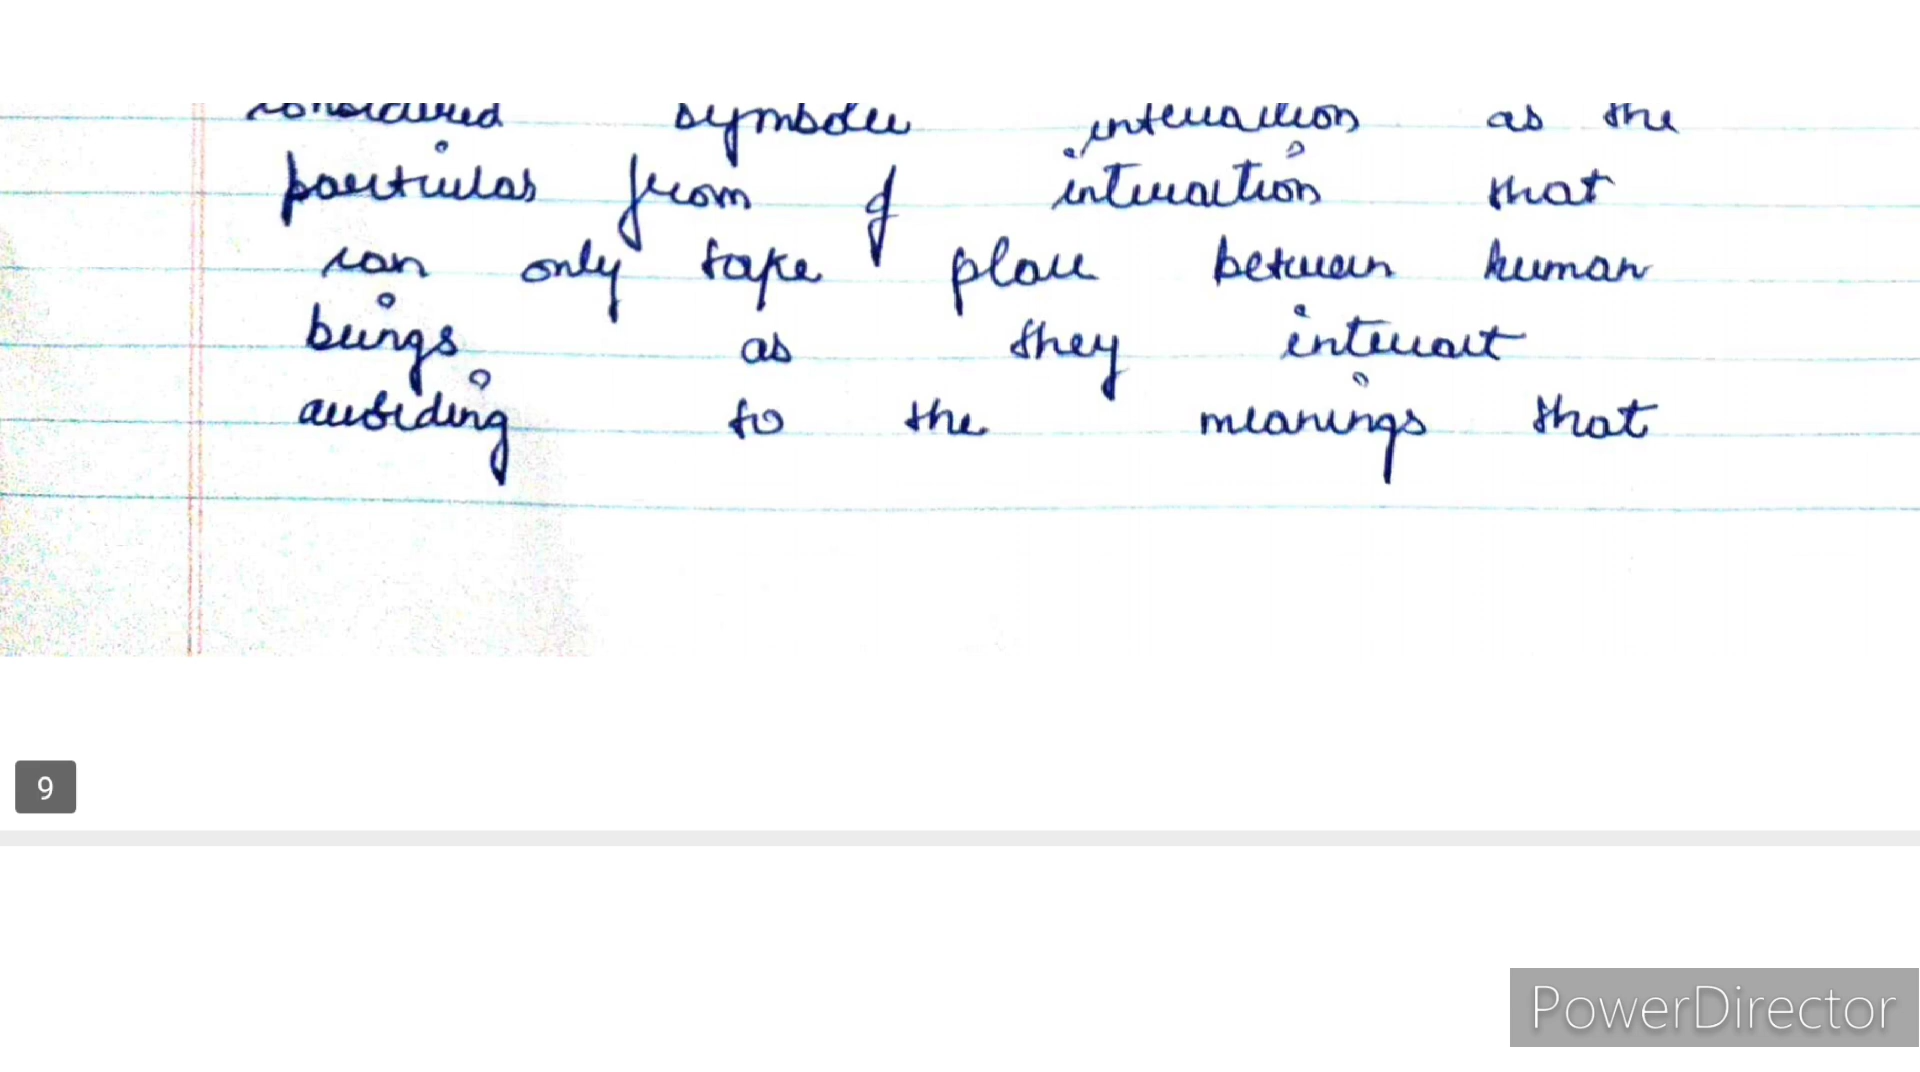 considered symbolic interaction as the
particular from of interaction that
can only take place between human
beings as they interact
according to the meanings that
9
PowerDirector